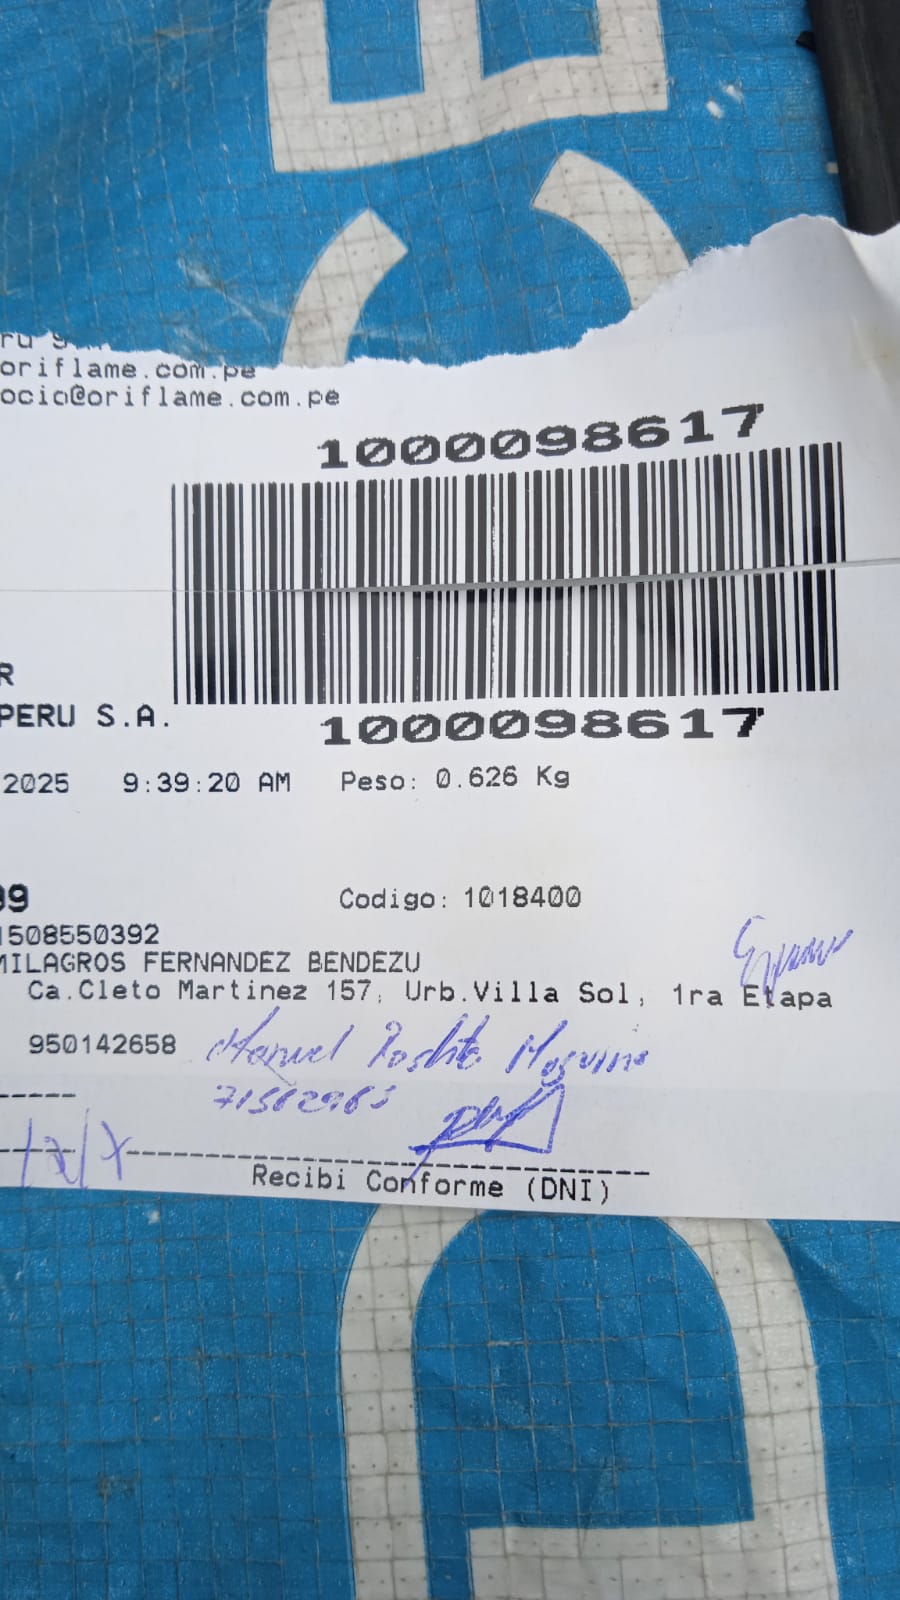 oriflame.com.pe
ocio@oriflame.com.pe
1000098617
R
PERU S.A.
1000098617
2025 9:39:20 AM Peso: 0.626 Kg
99 Codigo: 1018400
1508550392
MILAGROS FERNANDEZ BENDEZU
Ca.Cleto Martinez 157, Urb.Villa Sol, 1ra Etapa
950142658
Manuel
Recibi Conforme (DNI)